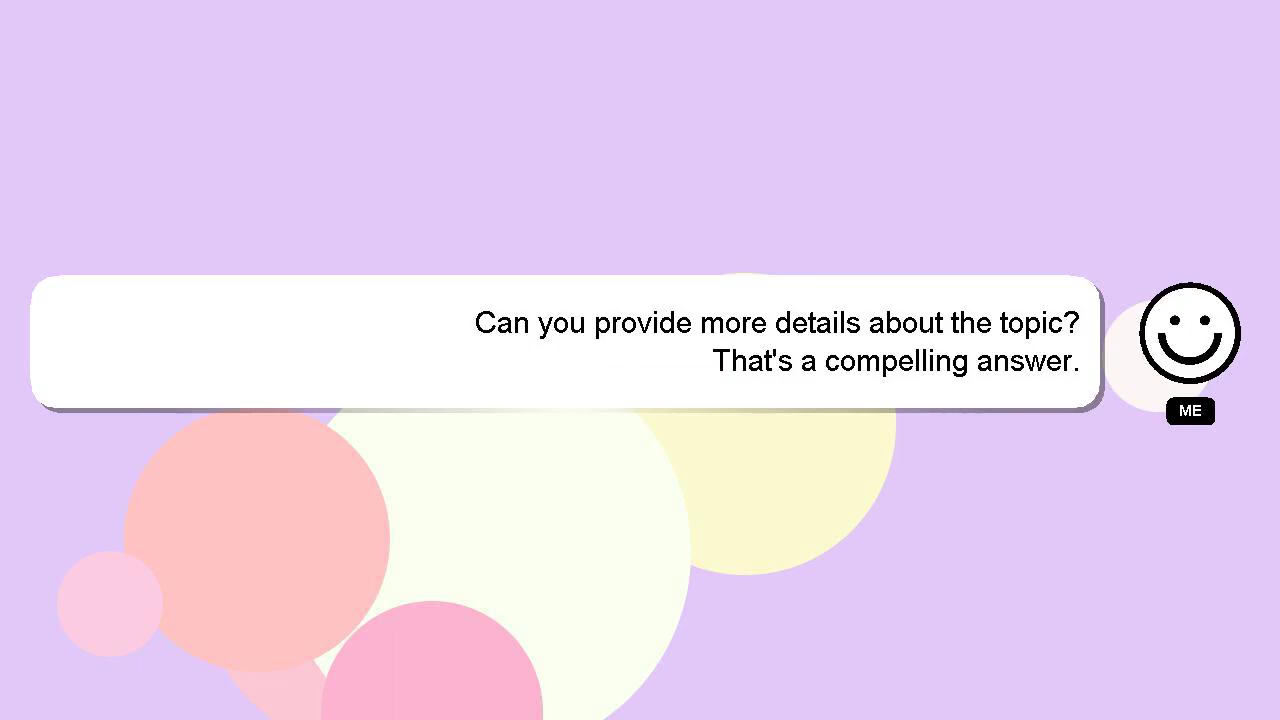 Can you provide more details about the topic?
That's a compelling answer.
ME